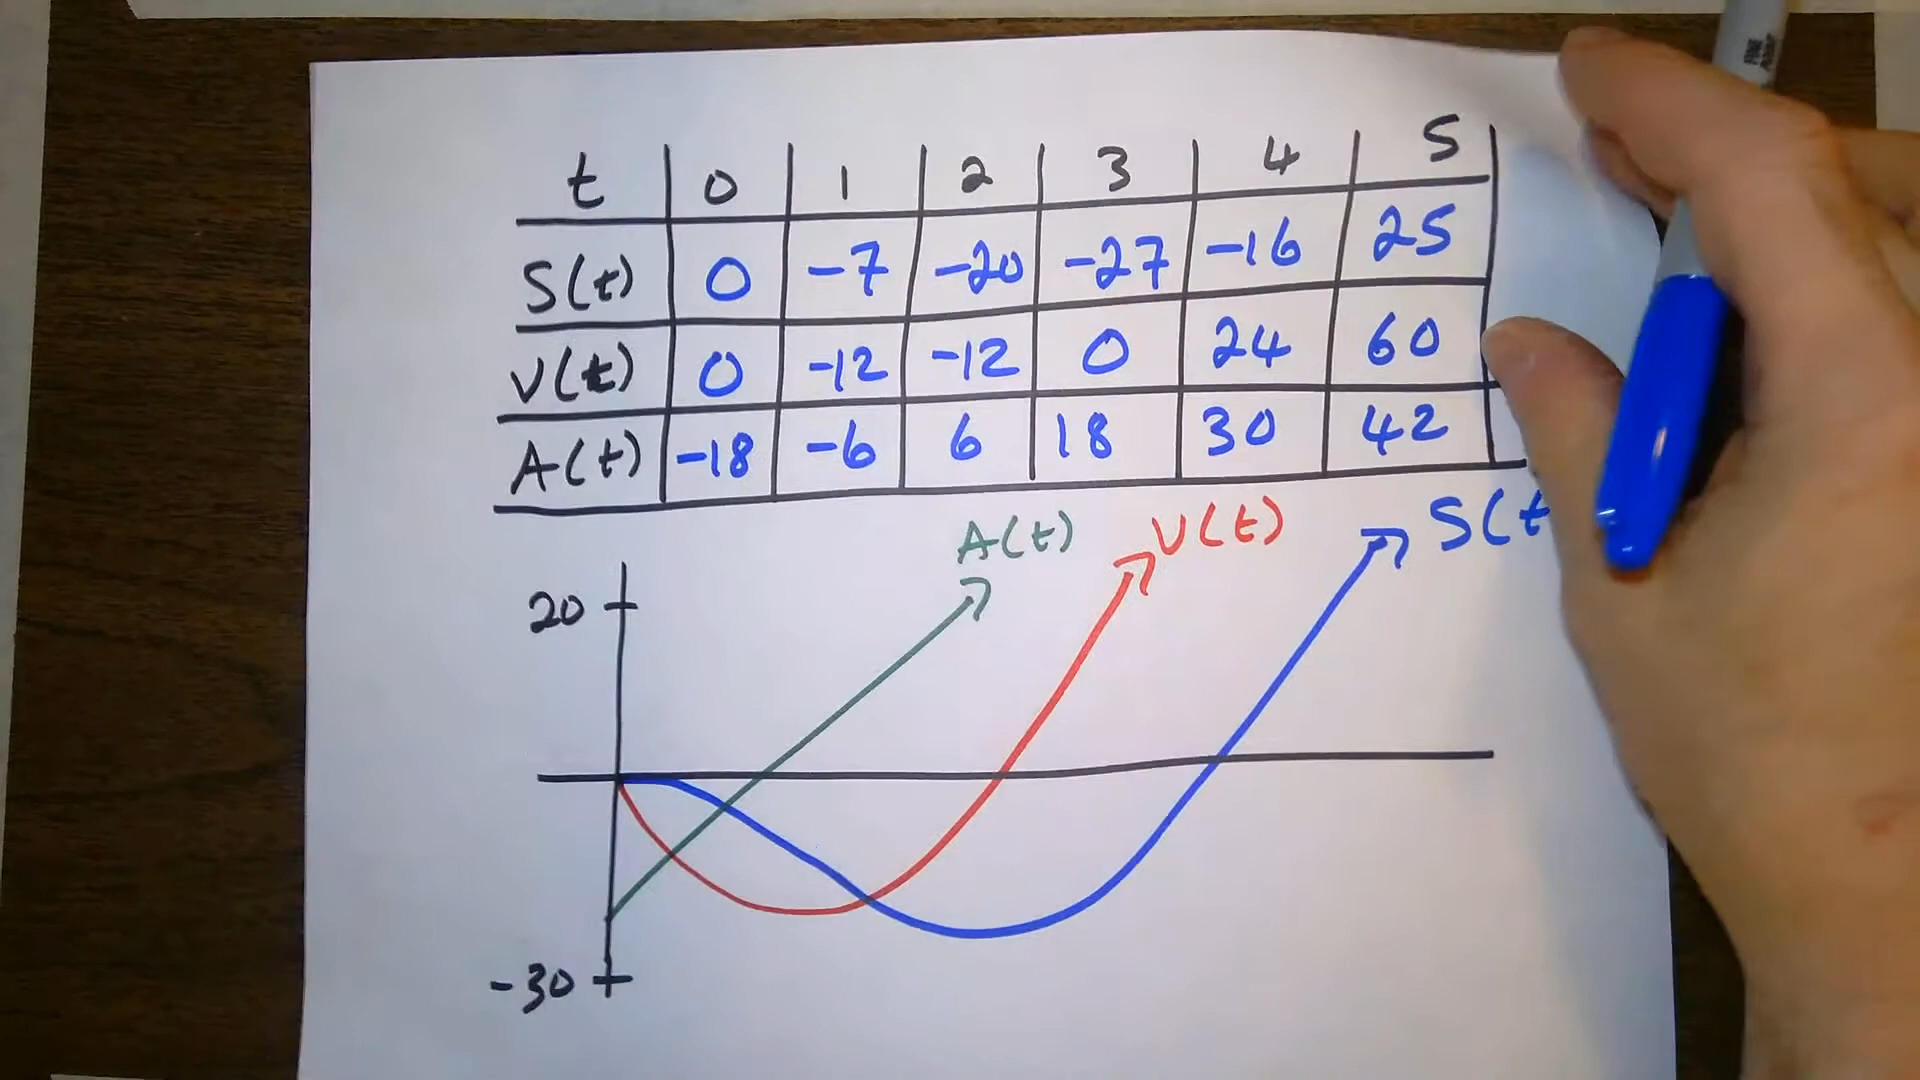 t 0 1 2 3 4 5
S(t) 0 -7 -20 -27 -16 25
V(t) 0 -12 -12 0 24 60
A(t) -18 -6 6 18 30 42
A(t) V(t) S(t
20
-30